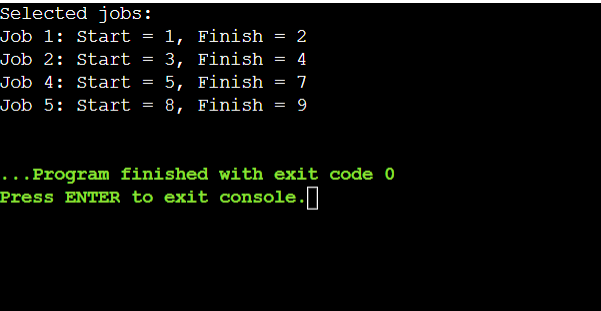 Selected jobs:
Job 1: Start = 1, Finish = 2
Job 2: Start = 3, Finish = 4
Job 4: Start = 5, Finish = 7
Job 5: Start = 8, Finish = 9
...Program finished with exit code 0
Press ENTER to exit console.